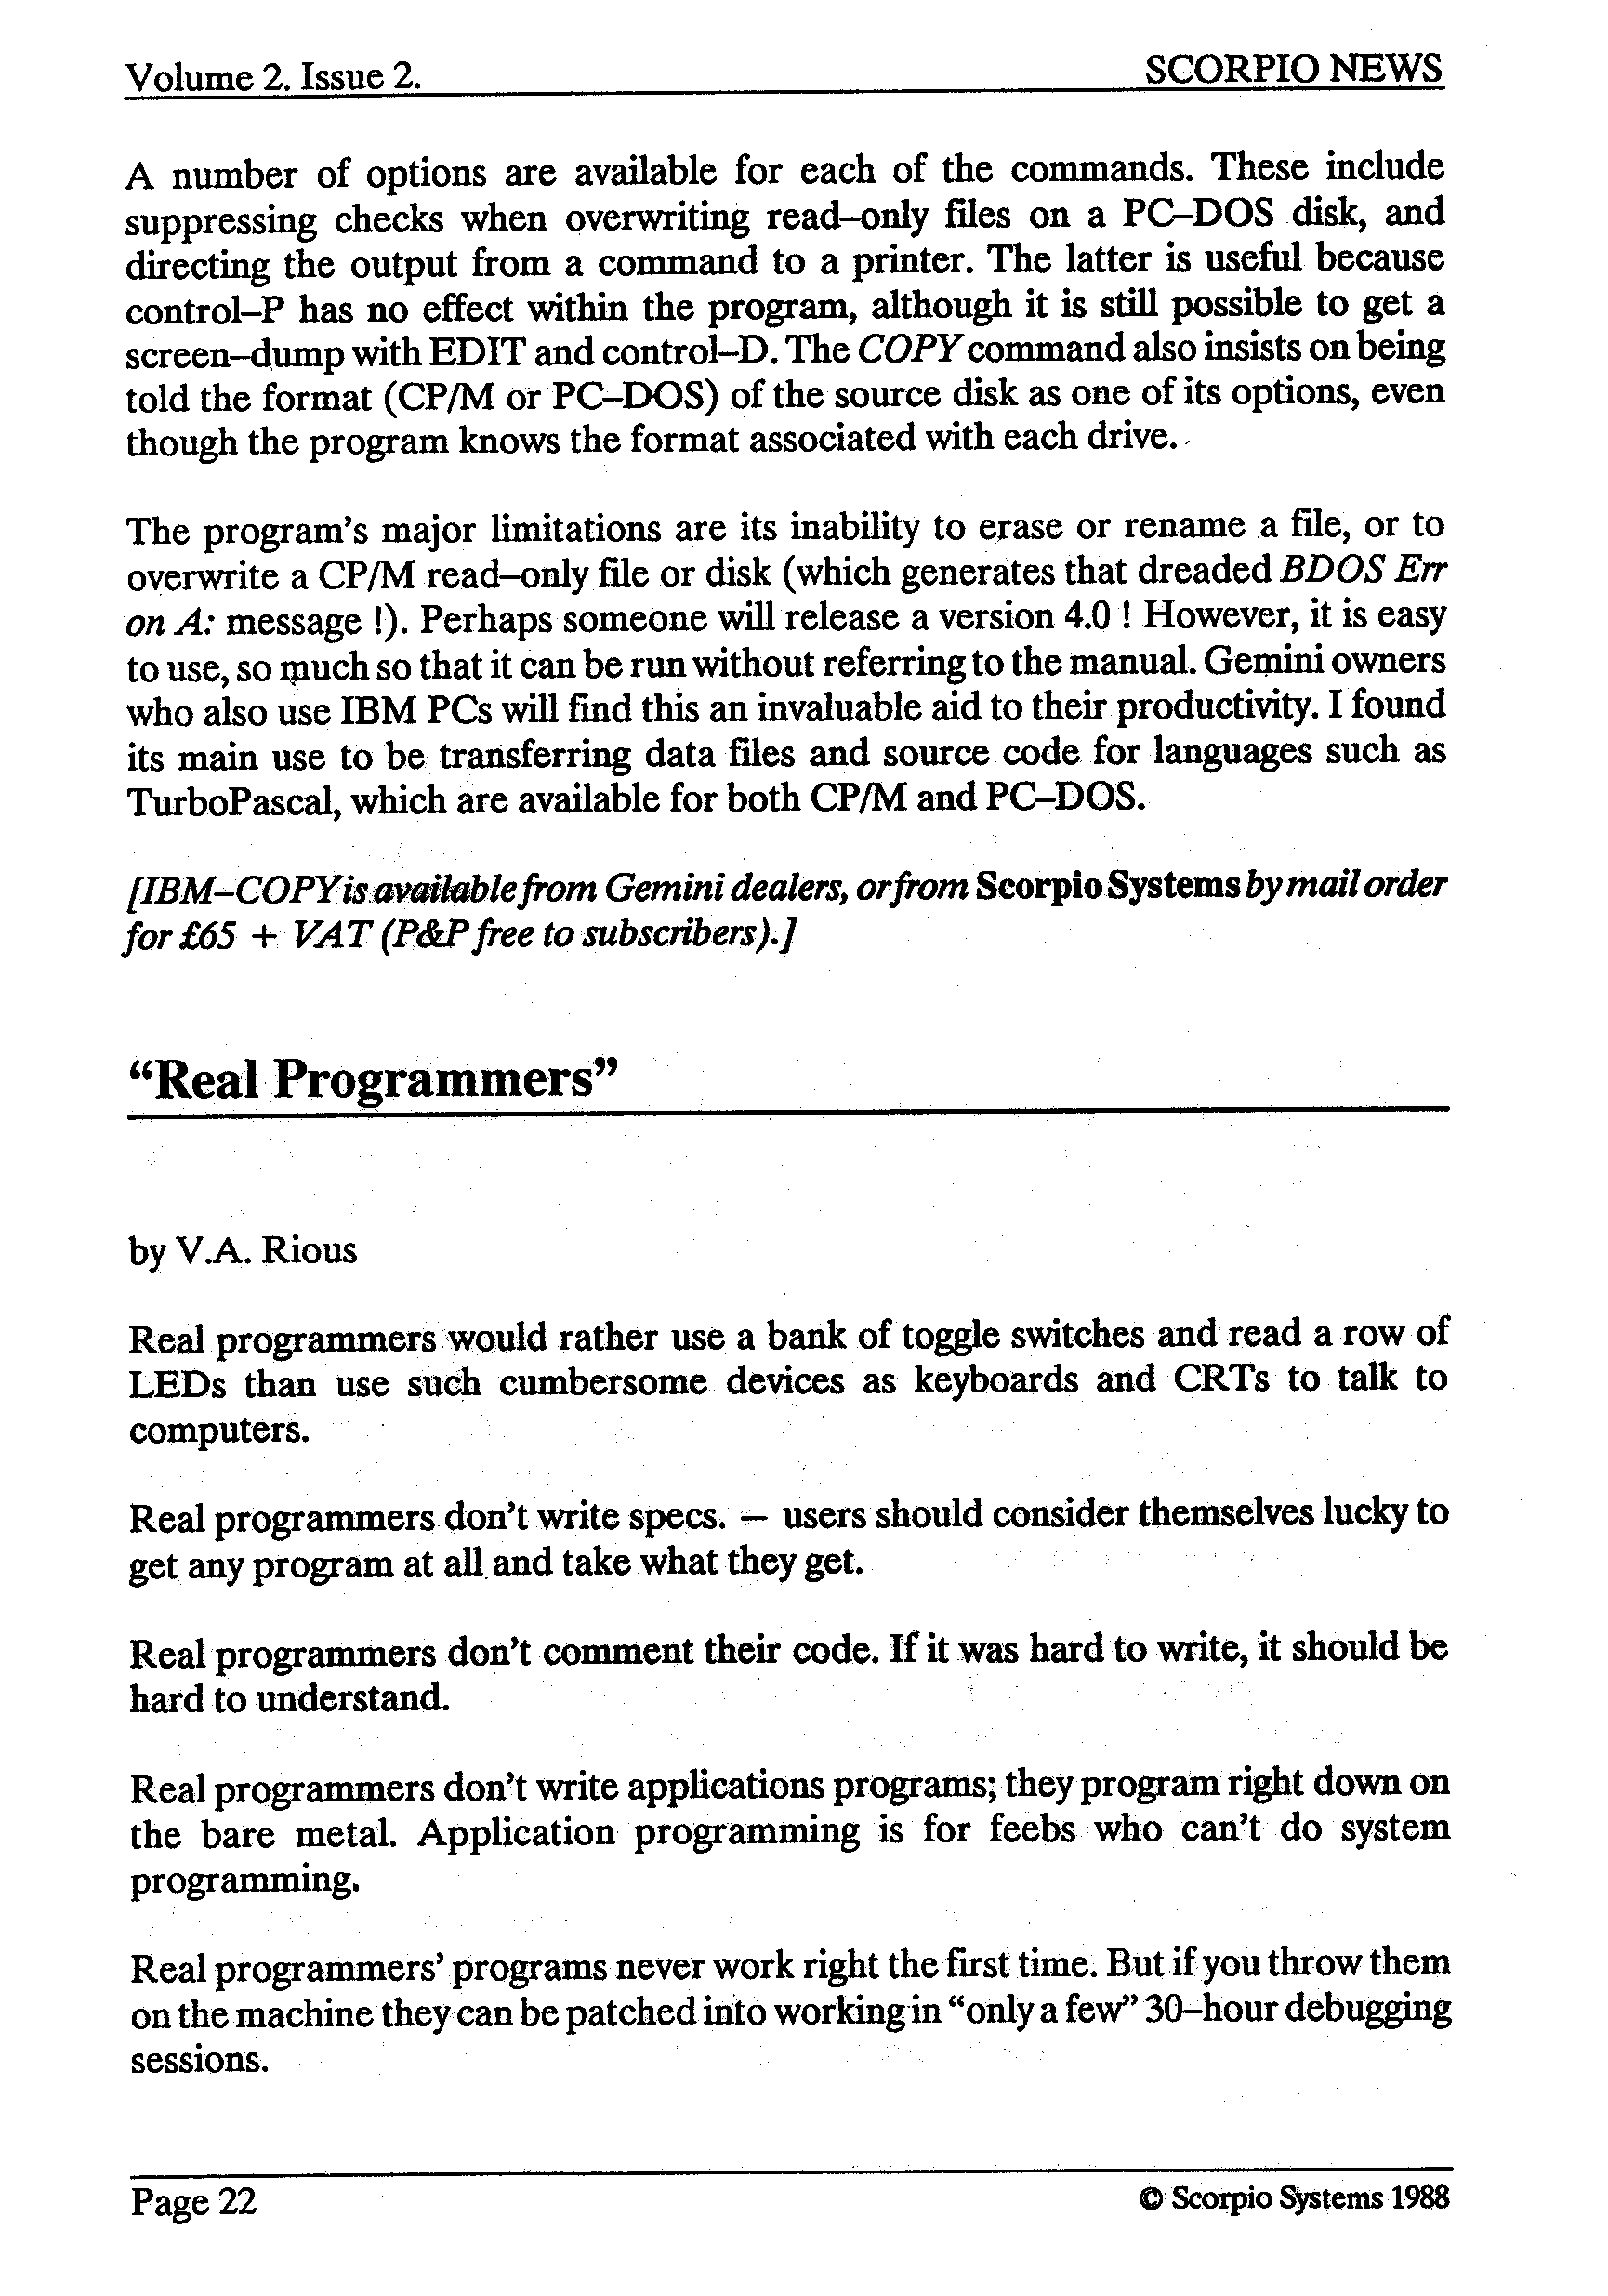 Volume 2. Issue 2.
SCORPIO NEWS
A number of options are available for each of the commands. These include
suppressing checks when overwriting read–only files on a PC–DOS disk, and
directing the output from a command to a printer. The latter is useful because
control–P has no effect within the program, although it is still possible to get a
screen–dump with EDIT and control–D. The COPY command also insists on being
told the format (CP/M or PC–DOS) of the source disk as one of its options, even
though the program knows the format associated with each drive.
The program's major limitations are its inability to erase or rename a file, or to
overwrite a CP/M read–only file or disk (which generates that dreaded BDOS Err
on A: message !). Perhaps someone will release a version 4.0 ! However, it is easy
to use, so much so that it can be run without referring to the manual. Gemini owners
who also use IBM PCs will find this an invaluable aid to their productivity. I found
its main use to be transferring data files and source code for languages such as
TurboPascal, which are available for both CP/M and PC–DOS.
[IBM–COPY is available from Gemini dealers, or from Scorpio Systems by mail order
for £65 + VAT (P&P free to subscribers).]
“Real Programmers”
by V.A. Rious
Real programmers would rather use a bank of toggle switches and read a row of
LEDs than use such cumbersome devices as keyboards and CRTs to talk to
computers.
Real programmers don't write specs. — users should consider themselves lucky to
get any program at all and take what they get.
Real programmers don't comment their code. If it was hard to write, it should be
hard to understand.
Real programmers don't write applications programs; they program right down on
the bare metal. Application programming is for feebs who can't do system
programming.
Real programmers' programs never work right the first time. But if you throw them
on the machine they can be patched into working in “only a few” 30–hour debugging
sessions.
Page 22
© Scorpio Systems 1988